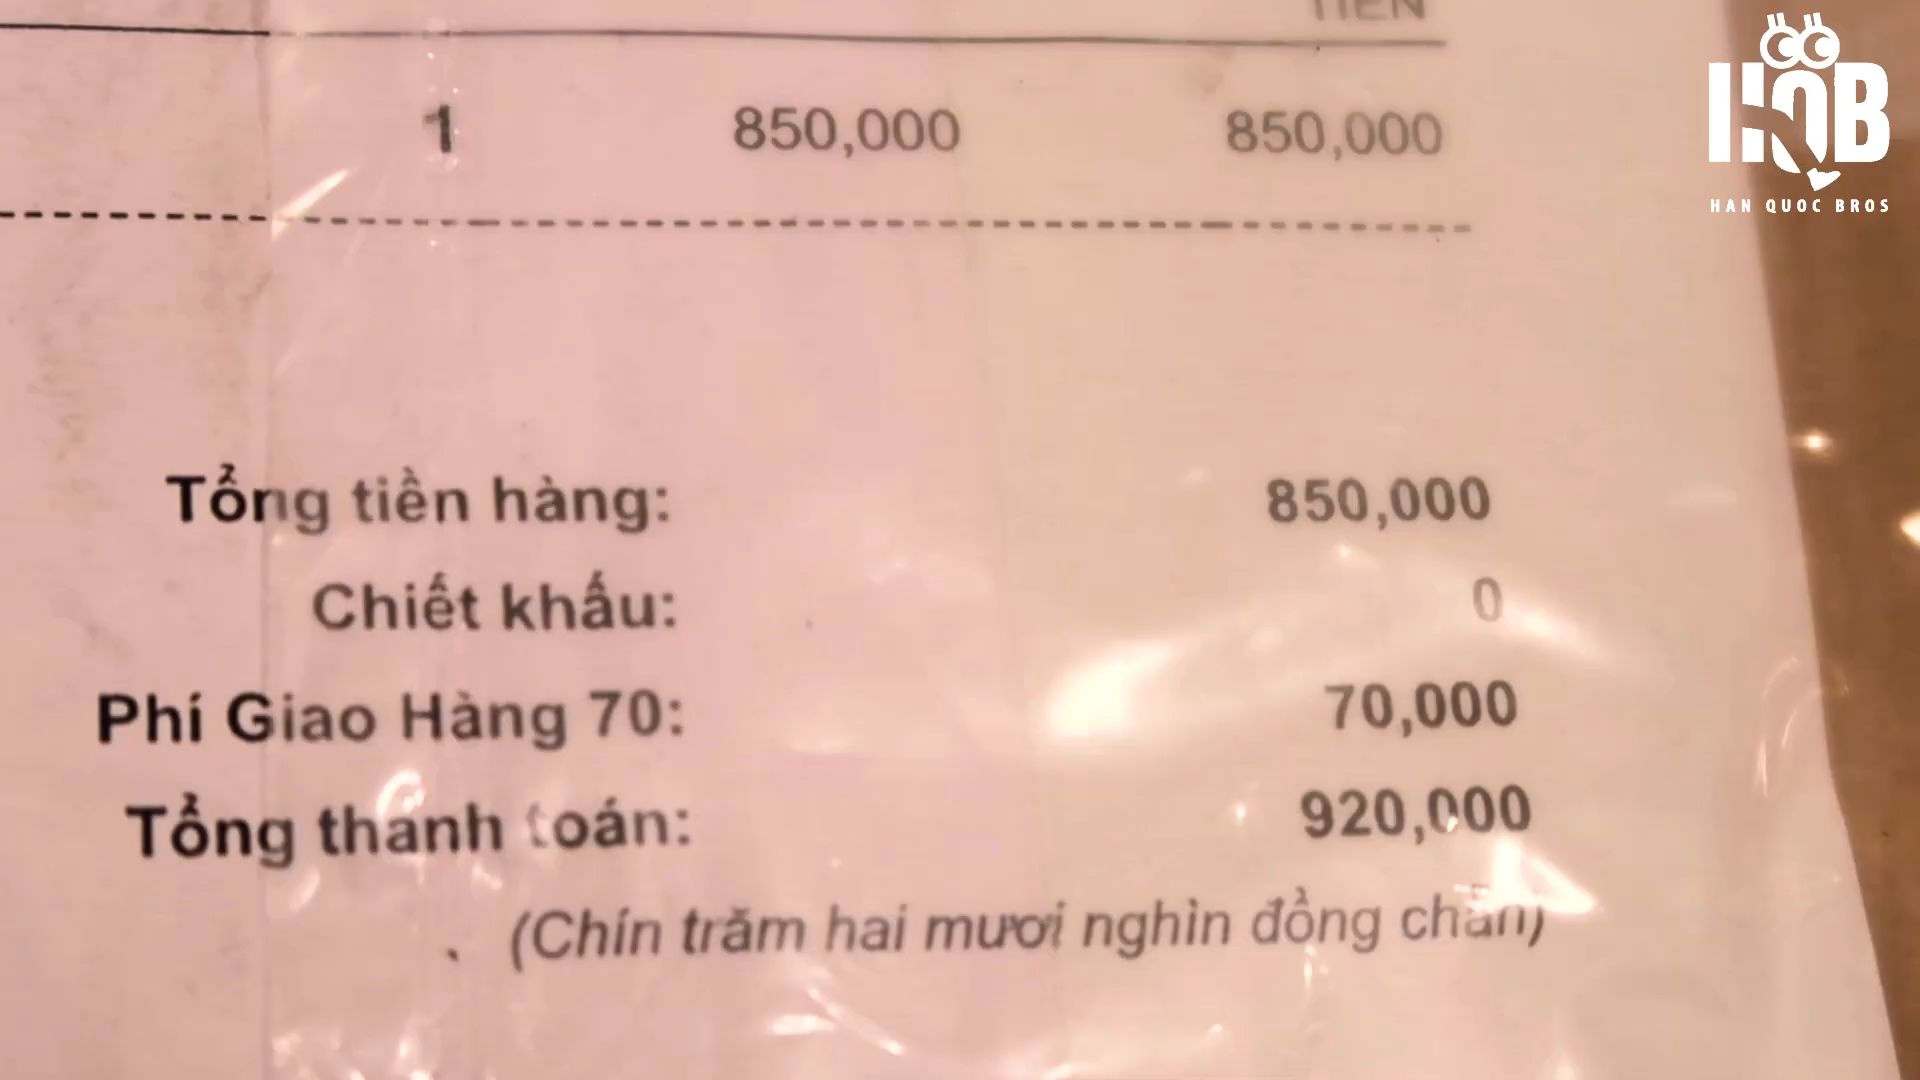 TIỀN
HQB
HAN QUOC BROS
1 850,000 850,000
Tổng tiền hàng: 850,000
Chiết khấu: 0
Phí Giao Hàng 70: 70,000
Tổng thanh toán: 920,000
(Chín trăm hai mươi nghìn đồng chẵn)